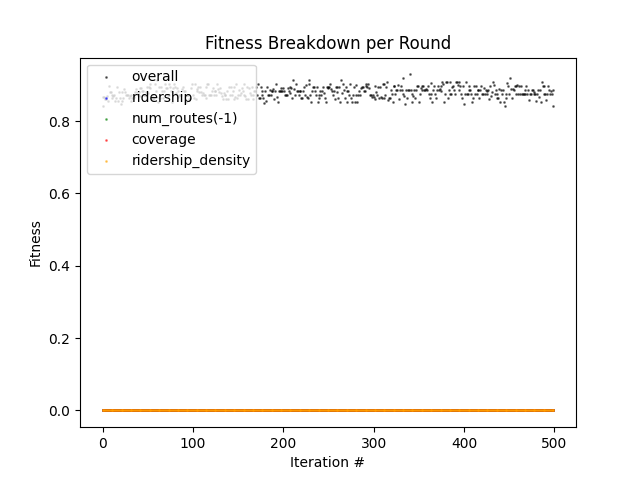 Fitness Breakdown per Round
overall
ridership
num_routes(-1)
coverage
ridership_density
0.8
0.6
0.4
0.2
0.0
Fitness
0 100 200 300 400 500
Iteration #